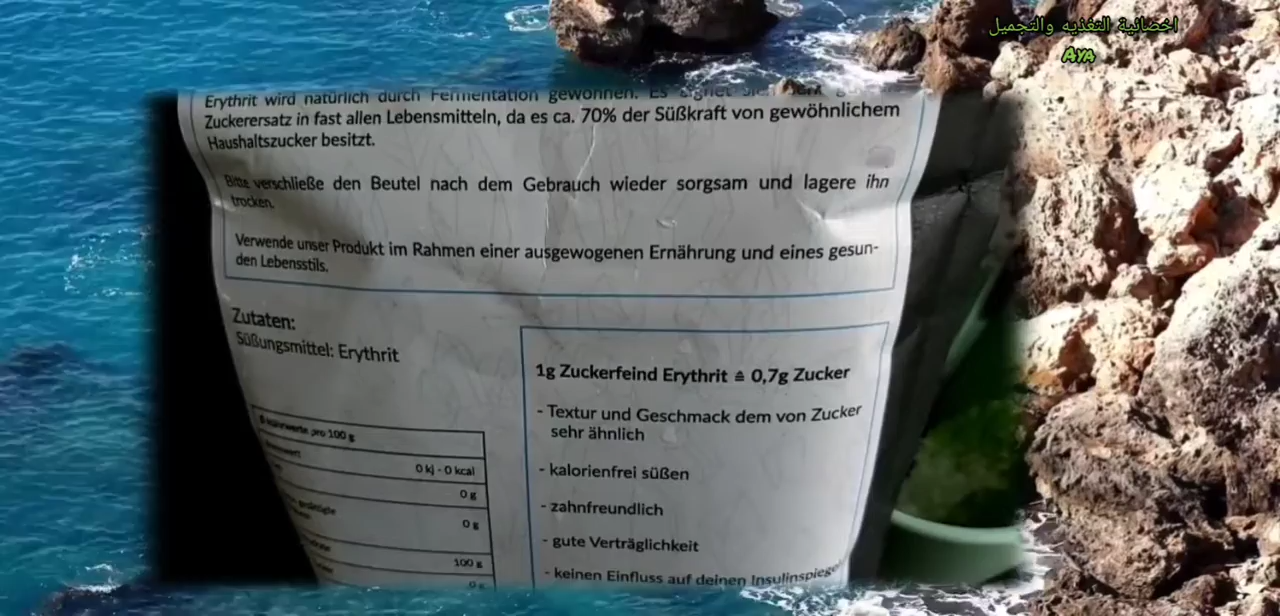 اخصائية التغذيه والتجميل
AYA
Erythrit wird natürlich durch Fermentation gewonnen. Es
Zuckerersatz in fast allen Lebensmitteln, da es ca. 70% der Süßkraft von gewöhnlichem
Haushaltszucker besitzt.
Bitte verschließe den Beutel nach dem Gebrauch wieder sorgsam und lagere ihn
trocken.
Verwende unser Produkt im Rahmen einer ausgewogenen Ernährung und eines gesun-
den Lebensstils.
Zutaten:
Süßungsmittel: Erythrit
pro 100 g
0 kj - 0 kcal
0 g
0 g
100 g
0 g
1g Zuckerfeind Erythrit ≙ 0,7g Zucker
- Textur und Geschmack dem von Zucker
sehr ähnlich
- kalorienfrei süßen
- zahnfreundlich
- gute Verträglichkeit
- keinen Einfluss auf deinen Insulinspiegel